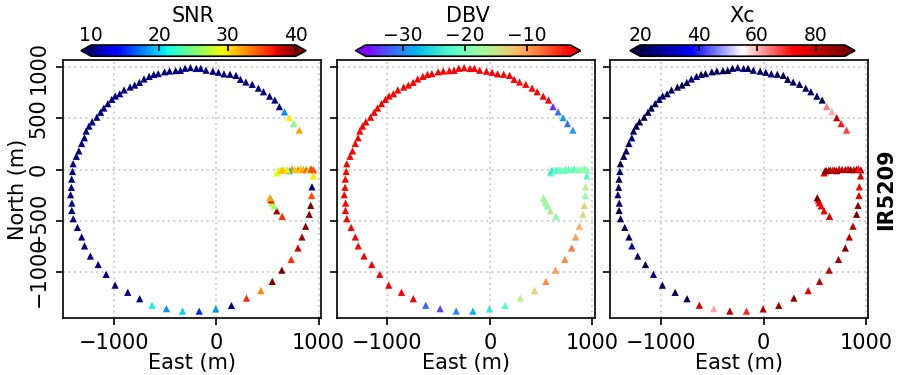 SNR DBV Xc
10 20 30 40 −30 −20 −10 20 40 60 80
1000
500
0
−500
−1000
North (m)
IR5209
−1000 0 1000 −1000 0 1000 −1000 0 1000
East (m) East (m) East (m)